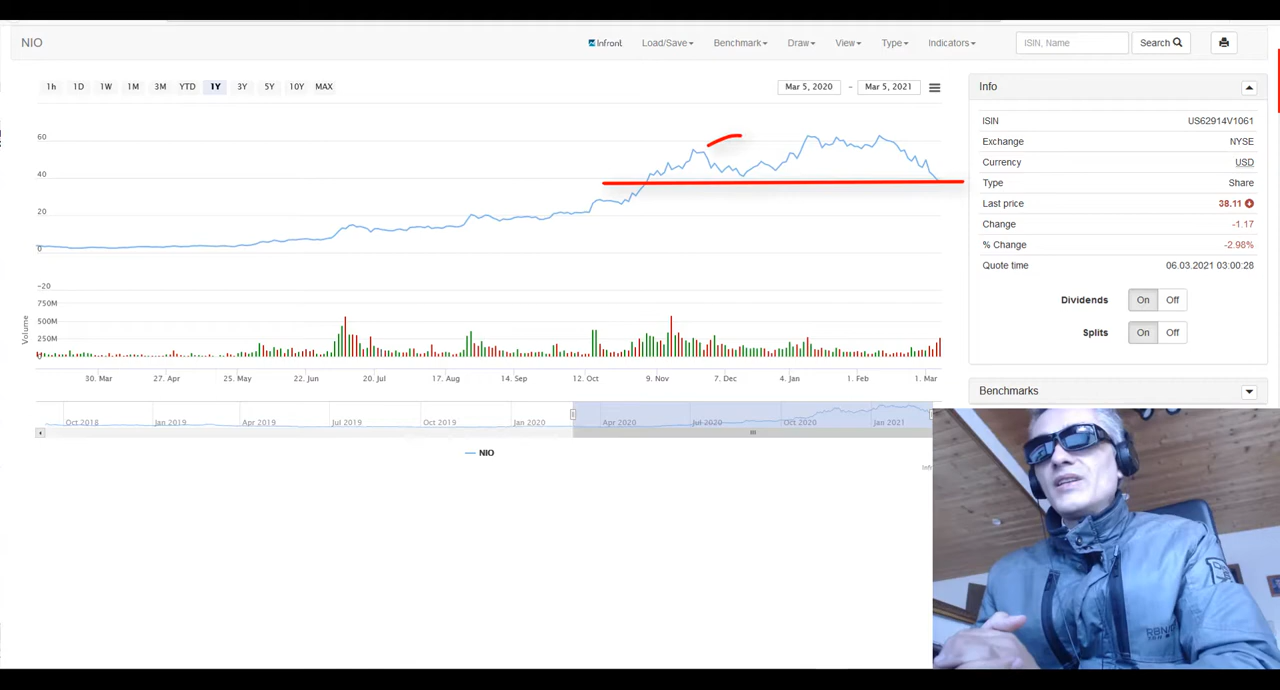 NIO
Infront Load/Save Benchmark Draw View Type Indicators ISIN, Name Search
1h 1D 1W 1M 3M YTD 1Y 3Y 5Y 10Y MAX Mar 5, 2020 - Mar 5, 2021
60
40
20
0
-20
750M
500M
250M
Volume
30. Mar 27. Apr 25. May 22. Jun 20. Jul 17. Aug 14. Sep 12. Oct 9. Nov 7. Dec 4. Jan 1. Feb 1. Mar
Oct 2018 Jan 2019 Apr 2019 Jul 2019 Oct 2019 Jan 2020 Apr 2020 Jul 2020 Oct 2020 Jan 2021
NIO
Info
ISIN US62914V1061
Exchange NYSE
Currency USD
Type Share
Last price 38.11
Change -1.17
% Change -2.98%
Quote time 06.03.2021 03:00:28
Dividends On Off
Splits On Off
Benchmarks